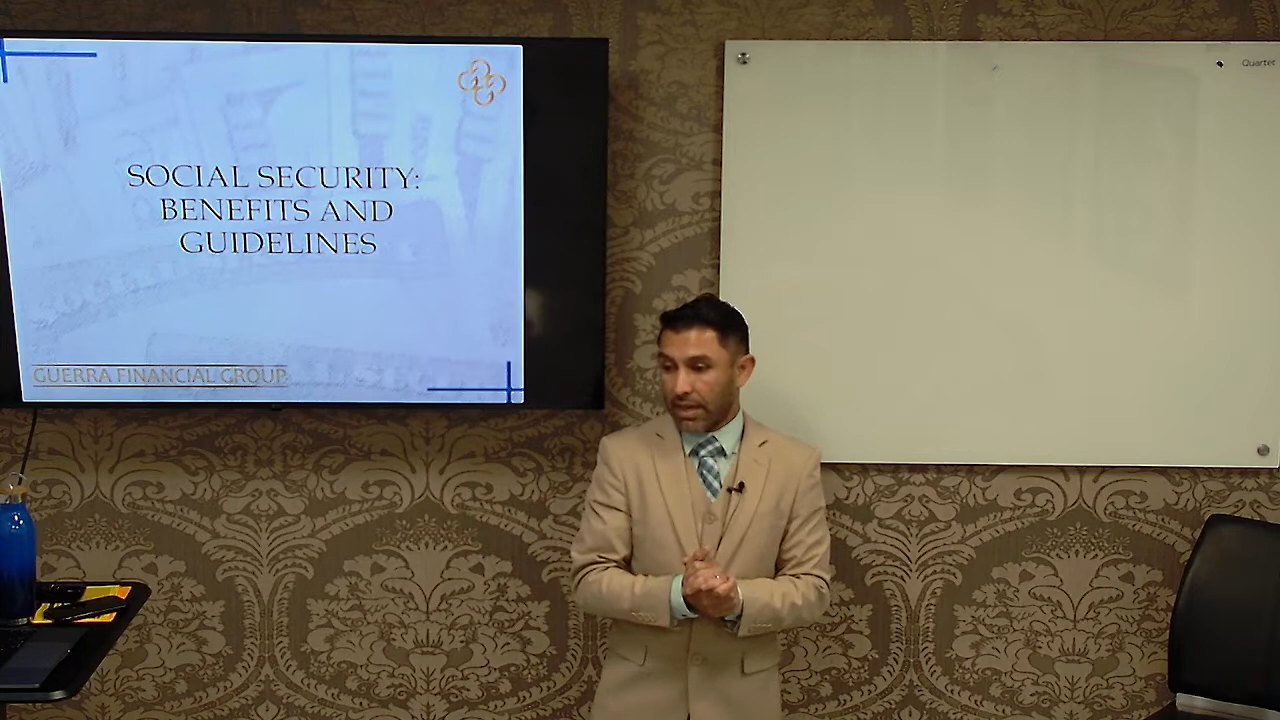 SOCIAL SECURITY:
BENEFITS AND
GUIDELINES
GUERRA FINANCIAL GROUP
Quartet